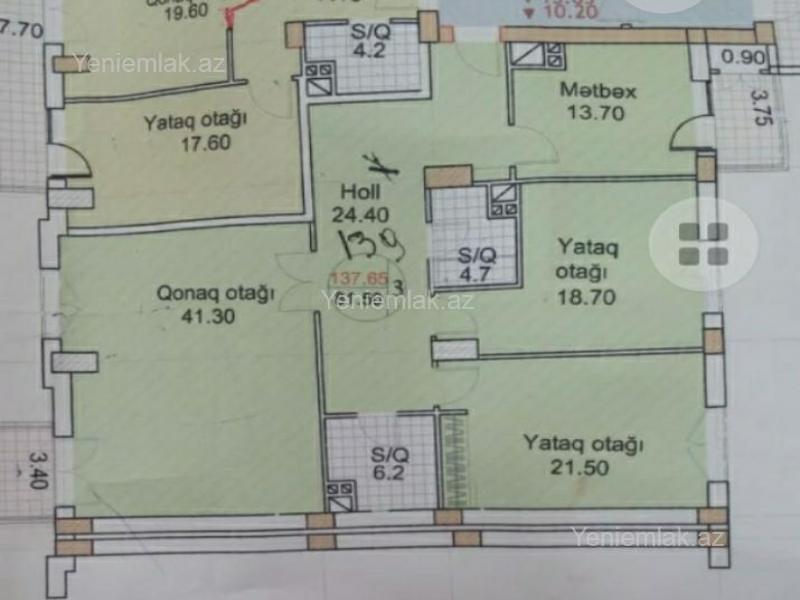 19.60
7.70
10.20
S/Q
4.2
Yeniemlak.az
0.90
Mətbəx
13.70
3.75
Yataq otağı
17.60
Holl
24.40
139
S/Q
4.7
Yataq
otağı
18.70
Qonaq otağı
41.30
137.65
3
Yeniemlak.az
S/Q
6.2
Yataq otağı
21.50
3.40
Yeniemlak.az